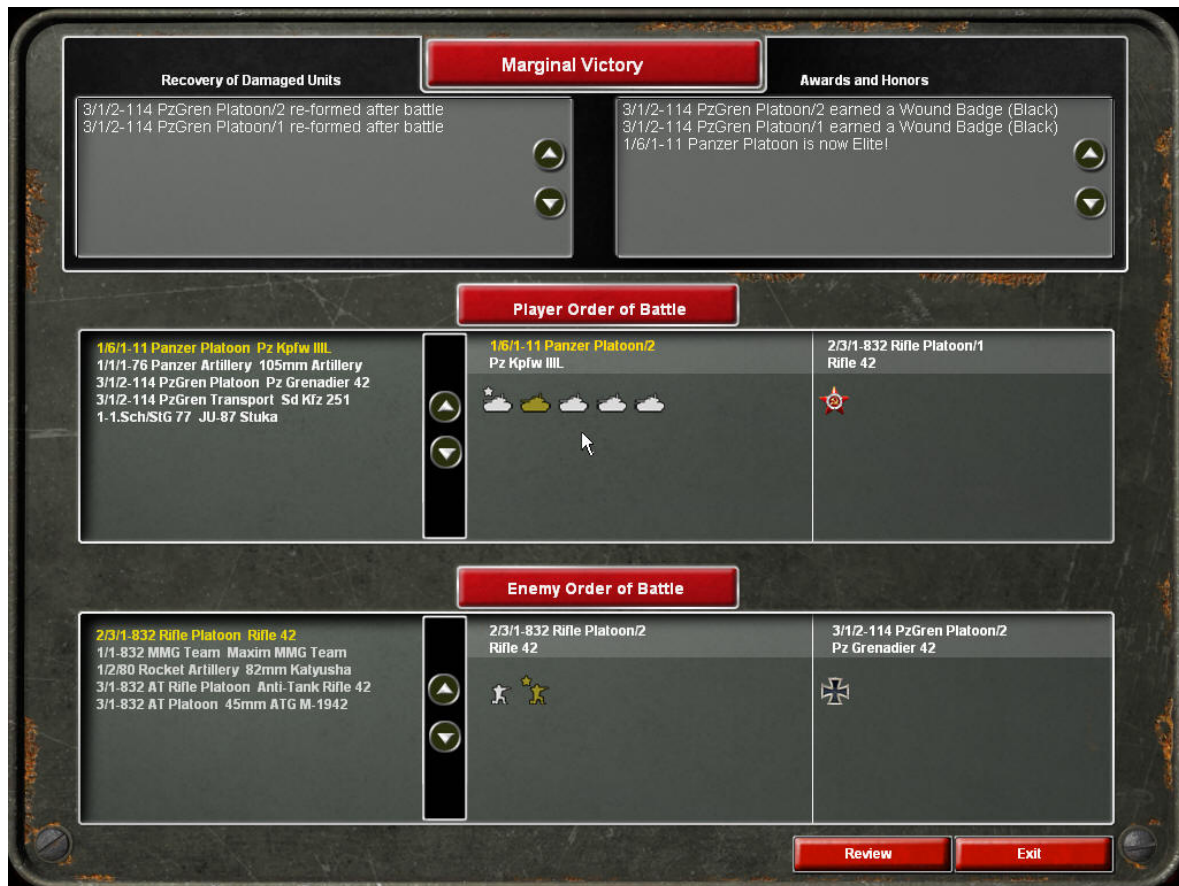 Marginal Victory
Recovery of Damaged Units
Awards and Honors
3/1/2-114 PzGren Platoon/2 re-formed after battle
3/1/2-114 PzGren Platoon/1 re-formed after battle
3/1/2-114 PzGren Platoon/2 earned a Wound Badge (Black)
3/1/2-114 PzGren Platoon/1 earned a Wound Badge (Black)
1/6/1-11 Panzer Platoon is now Elite!
Player Order of Battle
1/6/1-11 Panzer Platoon Pz Kpfw IIIL
1/1/1-76 Panzer Artillery 105mm Artillery
3/1/2-114 PzGren Platoon Pz Grenadier 42
3/1/2-114 PzGren Transport Sd Kfz 251
1-1.Sch/StG 77 JU-87 Stuka
1/6/1-11 Panzer Platoon/2
Pz Kpfw IIIL
2/3/1-832 Rifle Platoon/1
Rifle 42
Enemy Order of Battle
2/3/1-832 Rifle Platoon Rifle 42
1/1-832 MMG Team Maxim MMG Team
1/2/80 Rocket Artillery 82mm Katyusha
3/1-832 AT Rifle Platoon Anti-Tank Rifle 42
3/1-832 AT Platoon 45mm ATG M-1942
2/3/1-832 Rifle Platoon/2
Rifle 42
3/1/2-114 PzGren Platoon/2
Pz Grenadier 42
Review
Exit